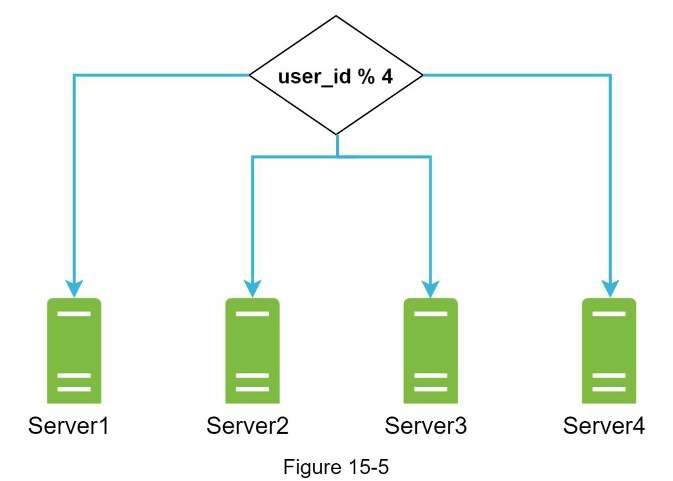 user_id % 4
Server1
Server2
Server3
Server4
Figure 15-5